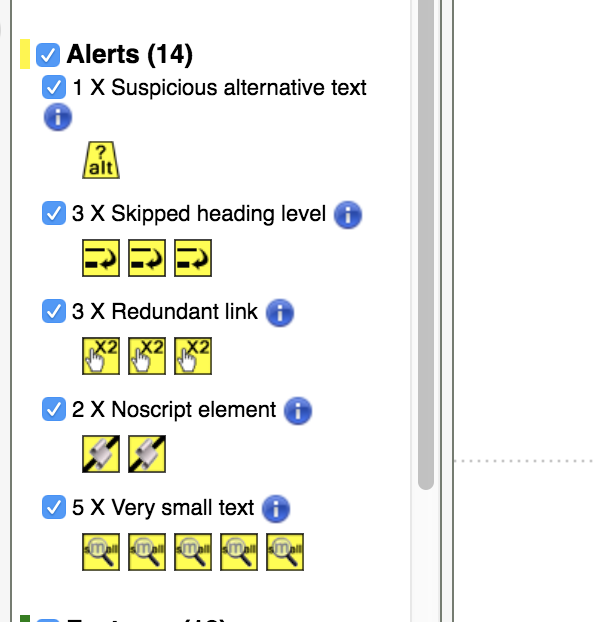 Alerts (14)
1 X Suspicious alternative text
i
?
alt
3 X Skipped heading level i
3 X Redundant link i
X2 X2 X2
2 X Noscript element i
5 X Very small text i
small small small small small